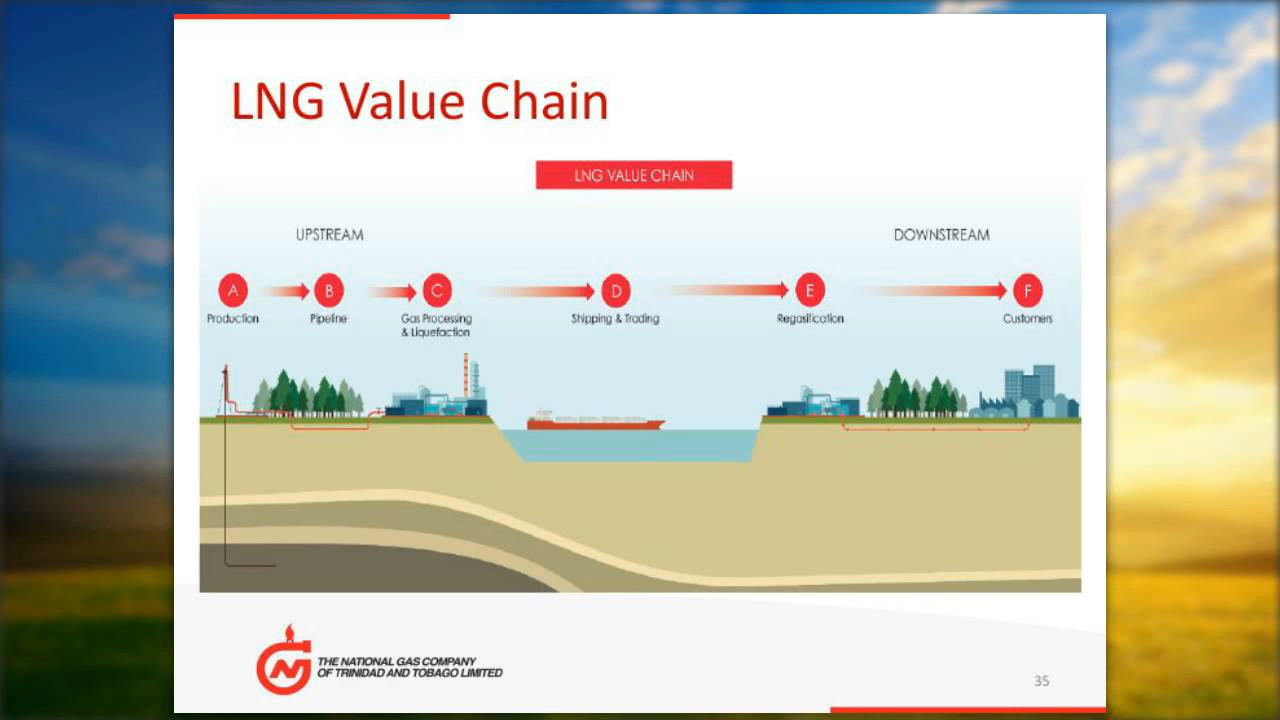 LNG Value Chain
LNG VALUE CHAIN
UPSTREAM
DOWNSTREAM
A
B
C
D
E
F
Production
Pipeline
Gas Processing
& Liquefaction
Shipping & Trading
Regasification
Customers
THE NATIONAL GAS COMPANY
OF TRINIDAD AND TOBAGO LIMITED
35